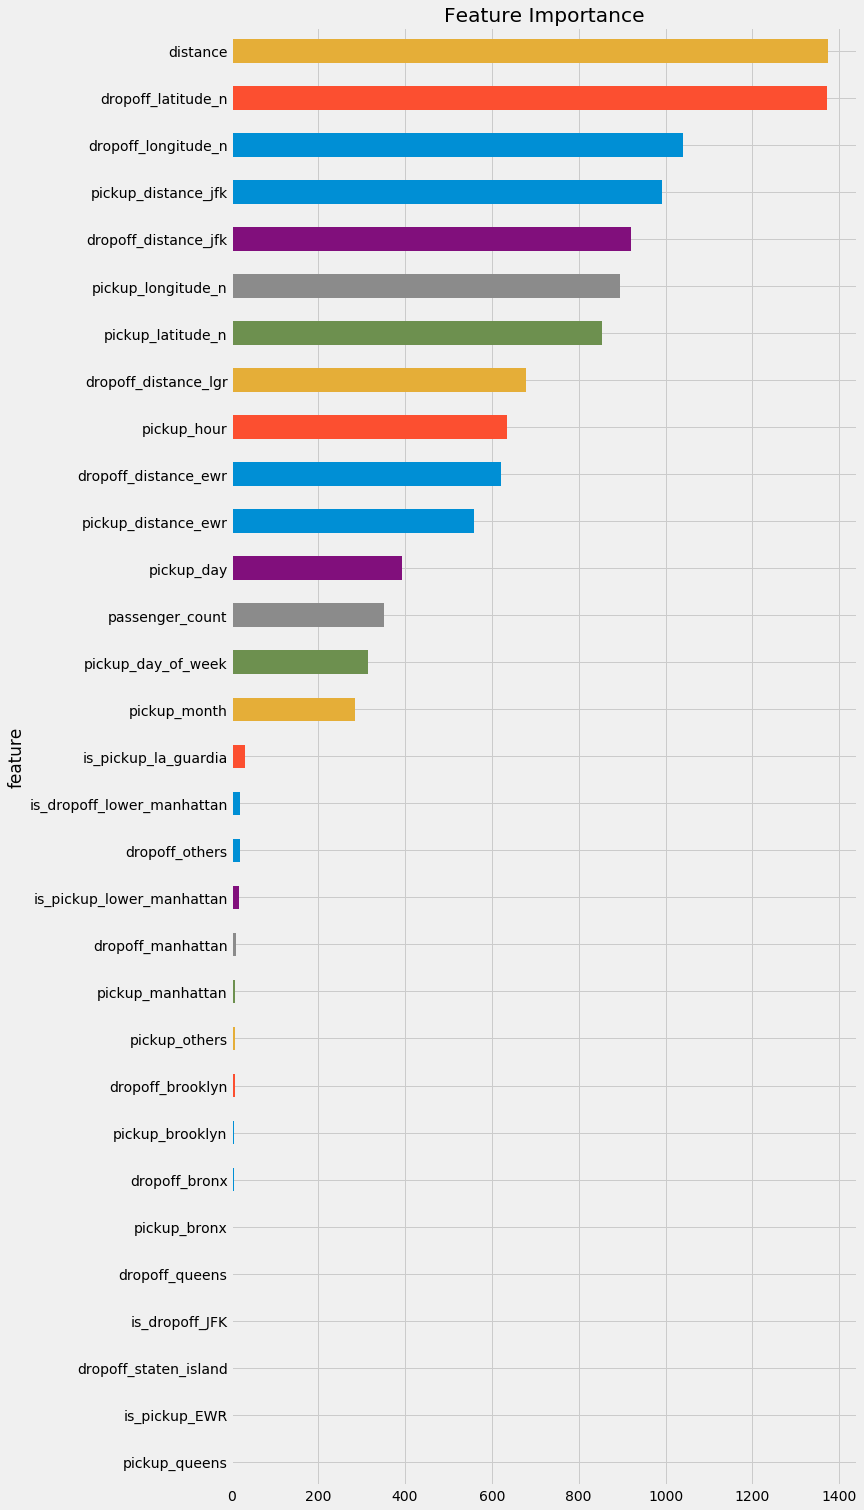 Feature Importance
distance
dropoff_latitude_n
dropoff_longitude_n
pickup_distance_jfk
dropoff_distance_jfk
pickup_longitude_n
pickup_latitude_n
dropoff_distance_lgr
pickup_hour
dropoff_distance_ewr
pickup_distance_ewr
pickup_day
passenger_count
pickup_day_of_week
pickup_month
feature
is_pickup_la_guardia
is_dropoff_lower_manhattan
dropoff_others
is_pickup_lower_manhattan
dropoff_manhattan
pickup_manhattan
pickup_others
dropoff_brooklyn
pickup_brooklyn
dropoff_bronx
pickup_bronx
dropoff_queens
is_dropoff_JFK
dropoff_staten_island
is_pickup_EWR
pickup_queens
0 200 400 600 800 1000 1200 1400